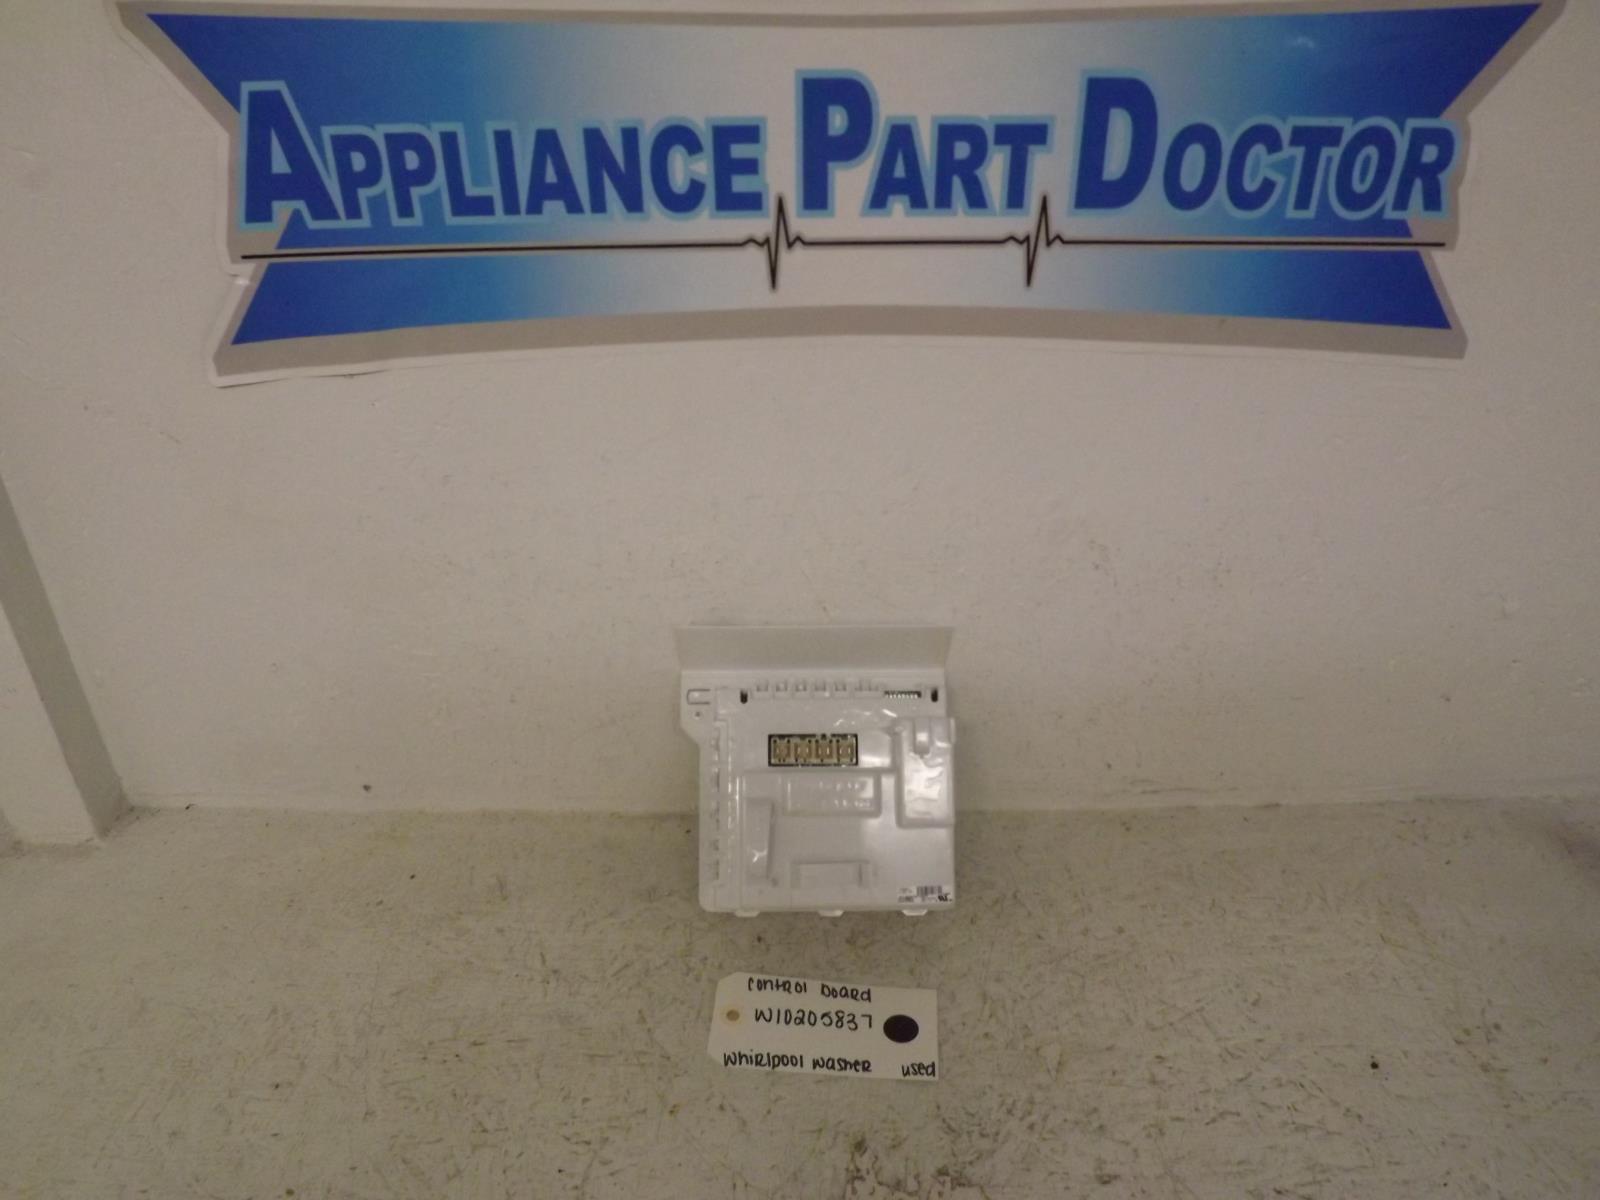 APPLIANCE PART DOCTOR
control board
W10205837
whirlpool washer used